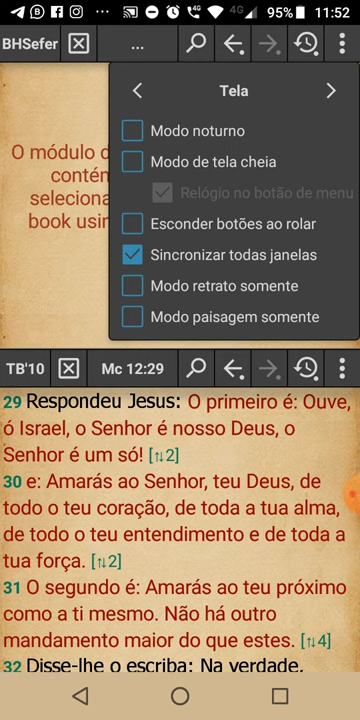 4G 4G 95% 11:52
BHSefer ...
Tela
Modo noturno
O módulo d
Modo de tela cheia
contén
Relógio no botão de menu
seleciona
book usin
Esconder botões ao rolar
Sincronizar todas janelas
Modo retrato somente
Modo paisagem somente
TB'10 Mc 12:29
29 Respondeu Jesus: O primeiro é: Ouve,
ó Israel, o Senhor é nosso Deus, o
Senhor é um só! [⇅2]
30 e: Amarás ao Senhor, teu Deus, de
todo o teu coração, de toda a tua alma,
de todo o teu entendimento e de toda a
tua força. [⇅2]
31 O segundo é: Amarás ao teu próximo
como a ti mesmo. Não há outro
mandamento maior do que estes. [⇅4]
32 Disse-lhe o escriba: Na verdade,